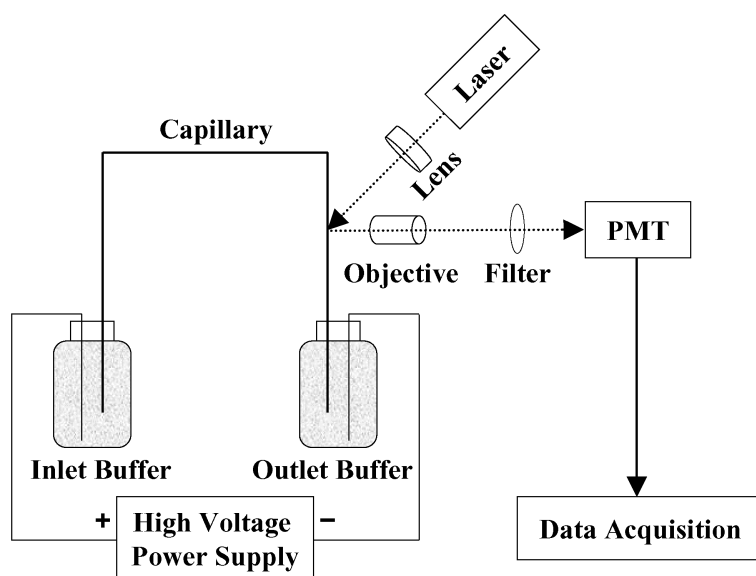 Laser
Capillary
Lens
PMT
Objective
Filter
Inlet Buffer
Outlet Buffer
+
High Voltage
Power Supply
−
Data Acquisition